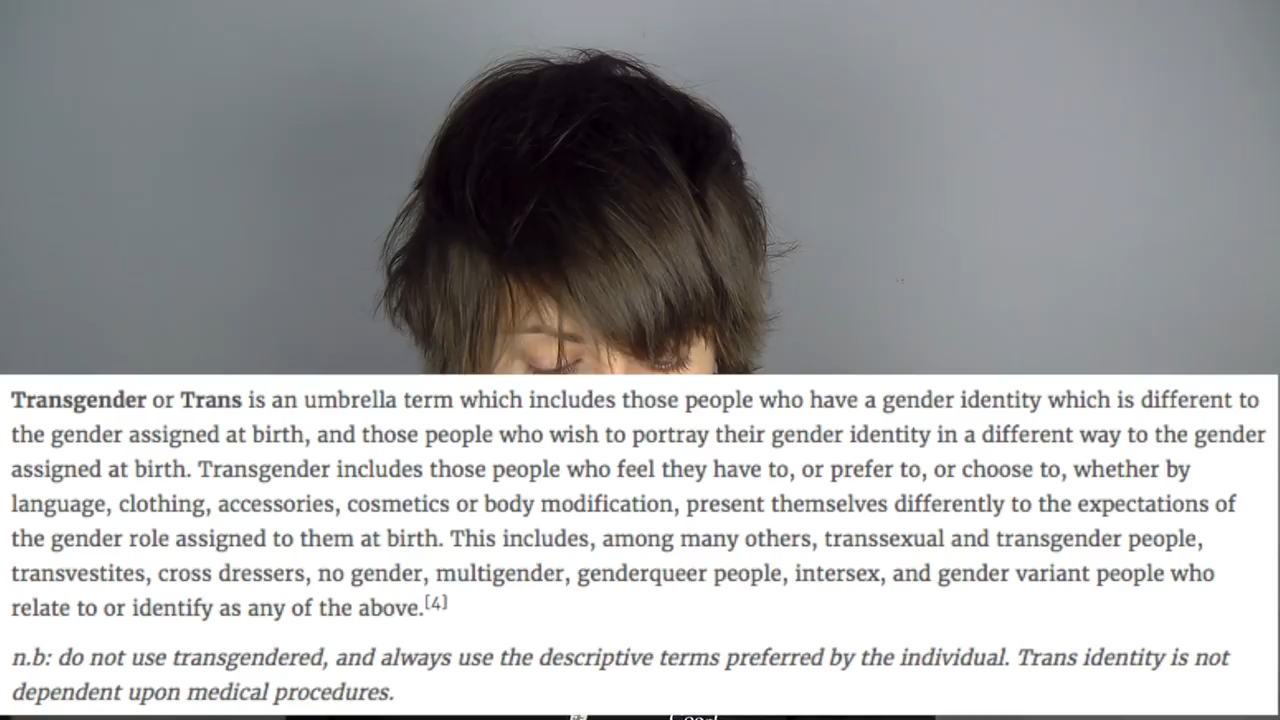 Transgender or Trans is an umbrella term which includes those people who have a gender identity which is different to
the gender assigned at birth, and those people who wish to portray their gender identity in a different way to the gender
assigned at birth. Transgender includes those people who feel they have to, or prefer to, or choose to, whether by
language, clothing, accessories, cosmetics or body modification, present themselves differently to the expectations of
the gender role assigned to them at birth. This includes, among many others, transsexual and transgender people,
transvestites, cross dressers, no gender, multigender, genderqueer people, intersex, and gender variant people who
relate to or identify as any of the above.[4]
n.b: do not use transgendered, and always use the descriptive terms preferred by the individual. Trans identity is not
dependent upon medical procedures.